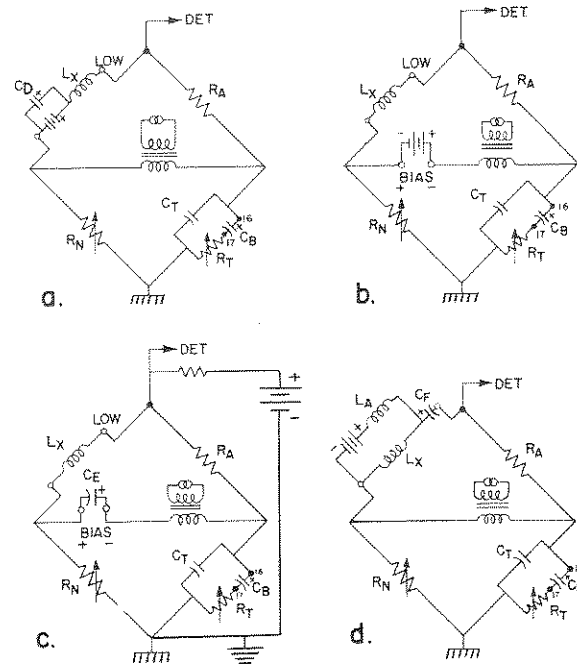 DET
LOW
Lx
CD
+
RA
RN
CT
16
17
CB
RT
a.
DET
LOW
Lx
RA
- +
BIAS
+ -
RN
CT
16
17
CB
RT
b.
DET
+
-
LOW
Lx
RA
CE
+
BIAS
+ -
RN
CT
16
17
CB
RT
c.
DET
LA
CF
+
- +
Lx
RA
RN
CT
17
RT
d.